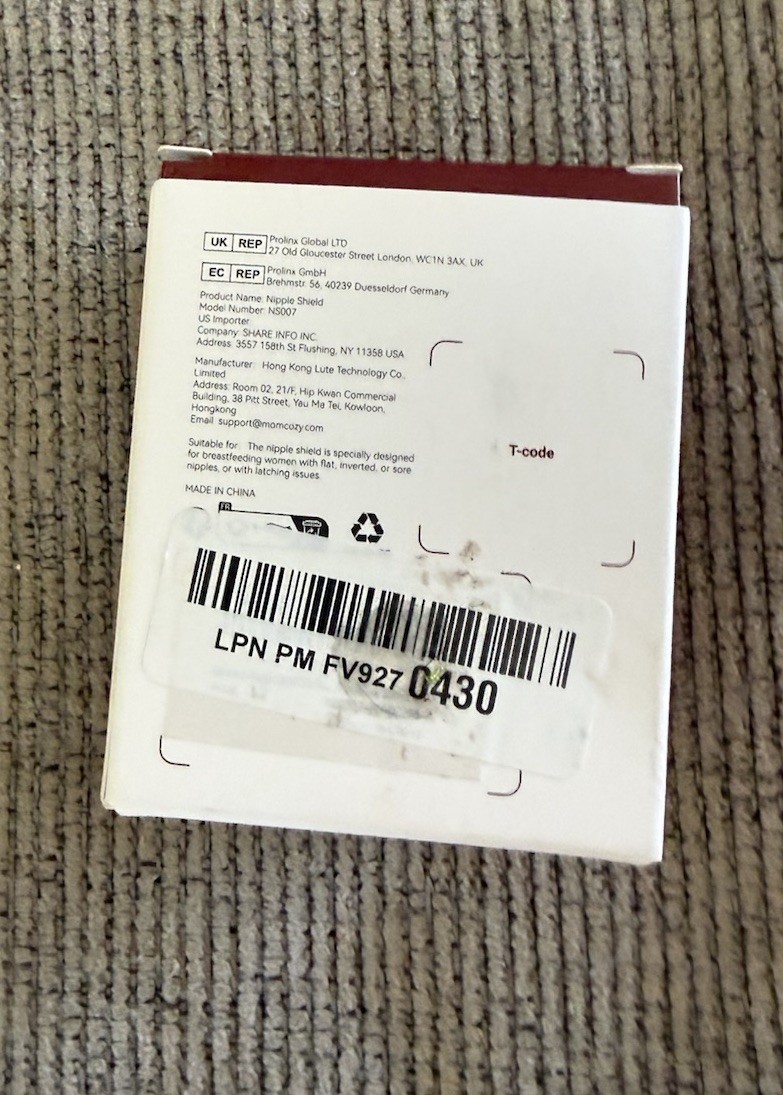 UK REP Prolinx Global LTD
27 Old Gloucester Street London, WC1N 3AX, UK
EC REP Prolinx GmbH
Brehmstr. 56, 40239 Duesseldorf Germany
Product Name: Nipple Shield
Model Number: NS007
US Importer
Company: SHARE INFO INC.
Address: 3557 158th St Flushing, NY 11358 USA
Manufacturer: Hong Kong Lute Technology Co.,
Limited
Address: Room 02, 21/F, Hip Kwan Commercial
Building, 38 Pitt Street, Yau Ma Tei, Kowloon,
Hongkong
Email: support@momcozy.com
Suitable for: The nipple shield is specially designed
for breastfeeding women with flat, inverted, or sore
nipples, or with latching issues.
MADE IN CHINA
FR
T-code
LPN PM FV927 0430